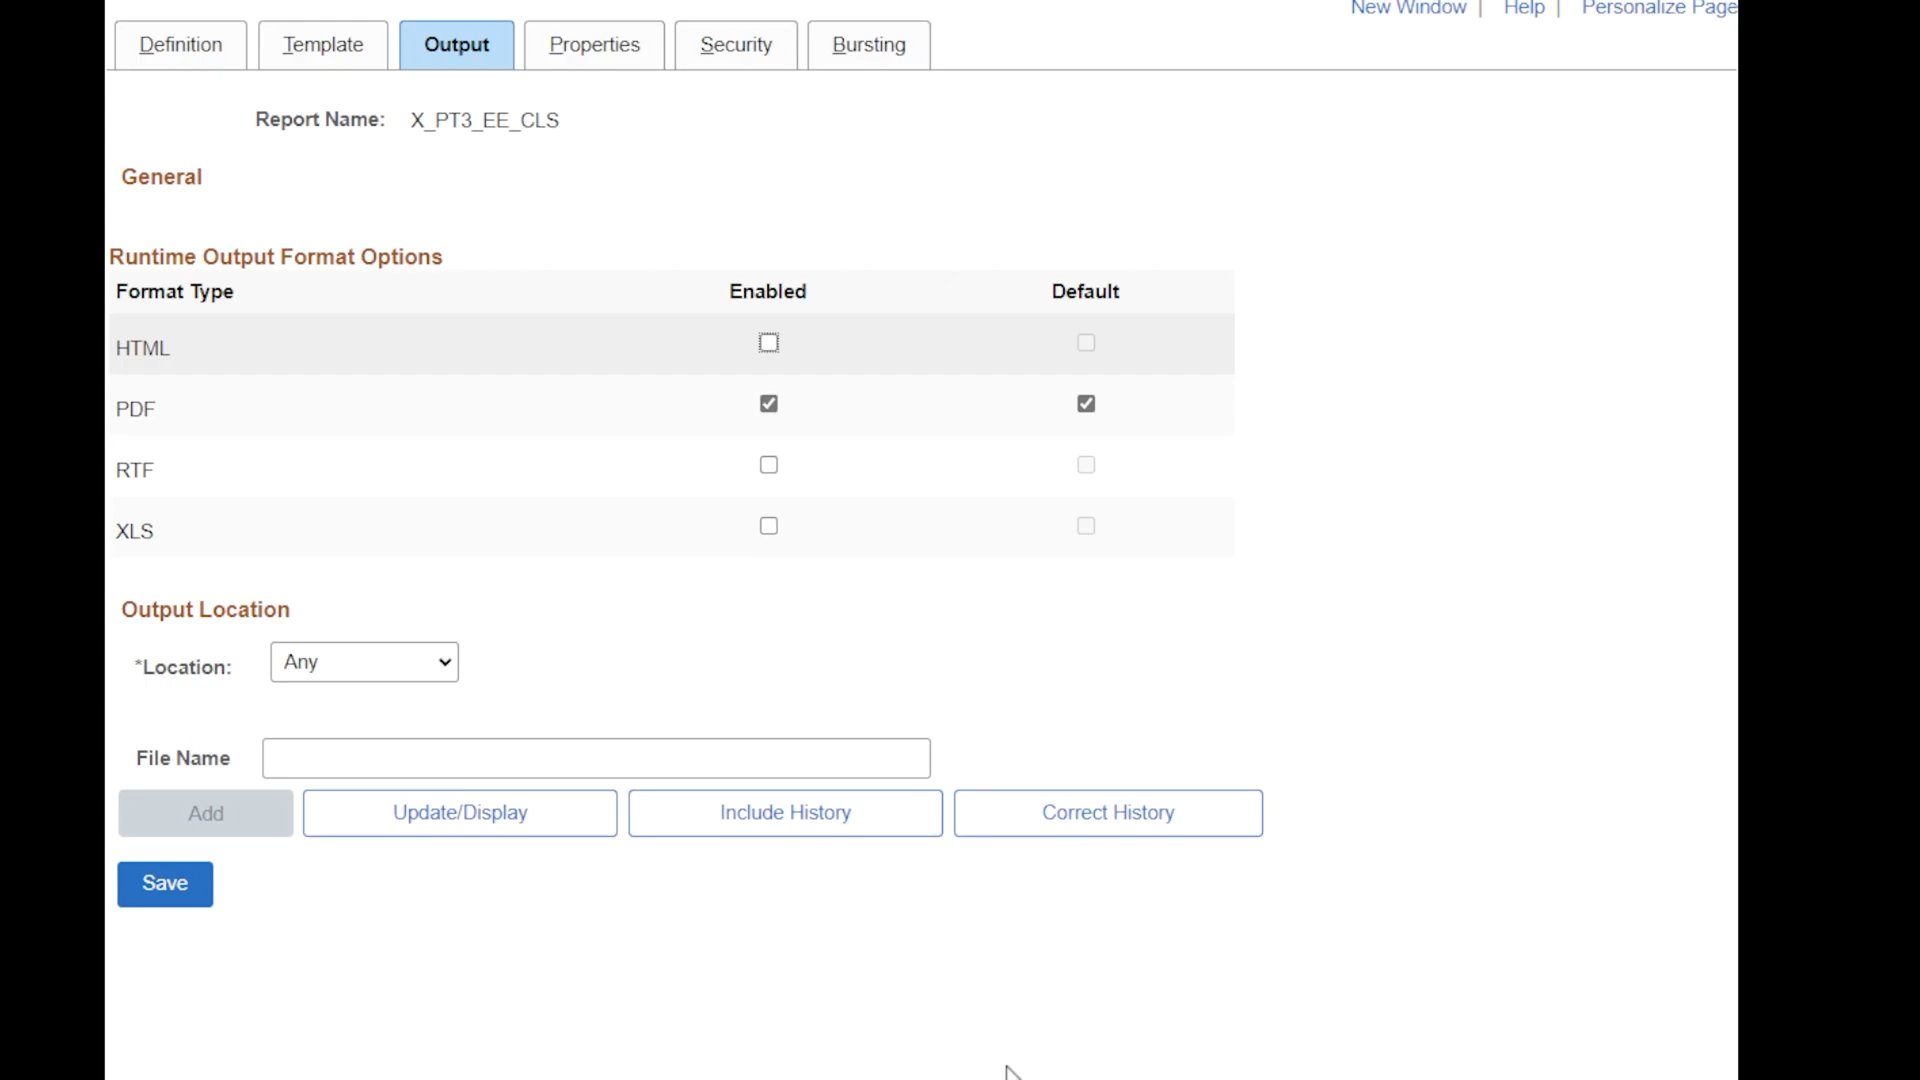 New Window | Help | Personalize Page
Definition Template Output Properties Security Bursting
Report Name: X_PT3_EE_CLS
General
Runtime Output Format Options
Format Type Enabled Default
HTML
PDF
RTF
XLS
Output Location
*Location: Any
File Name
Add Update/Display Include History Correct History
Save